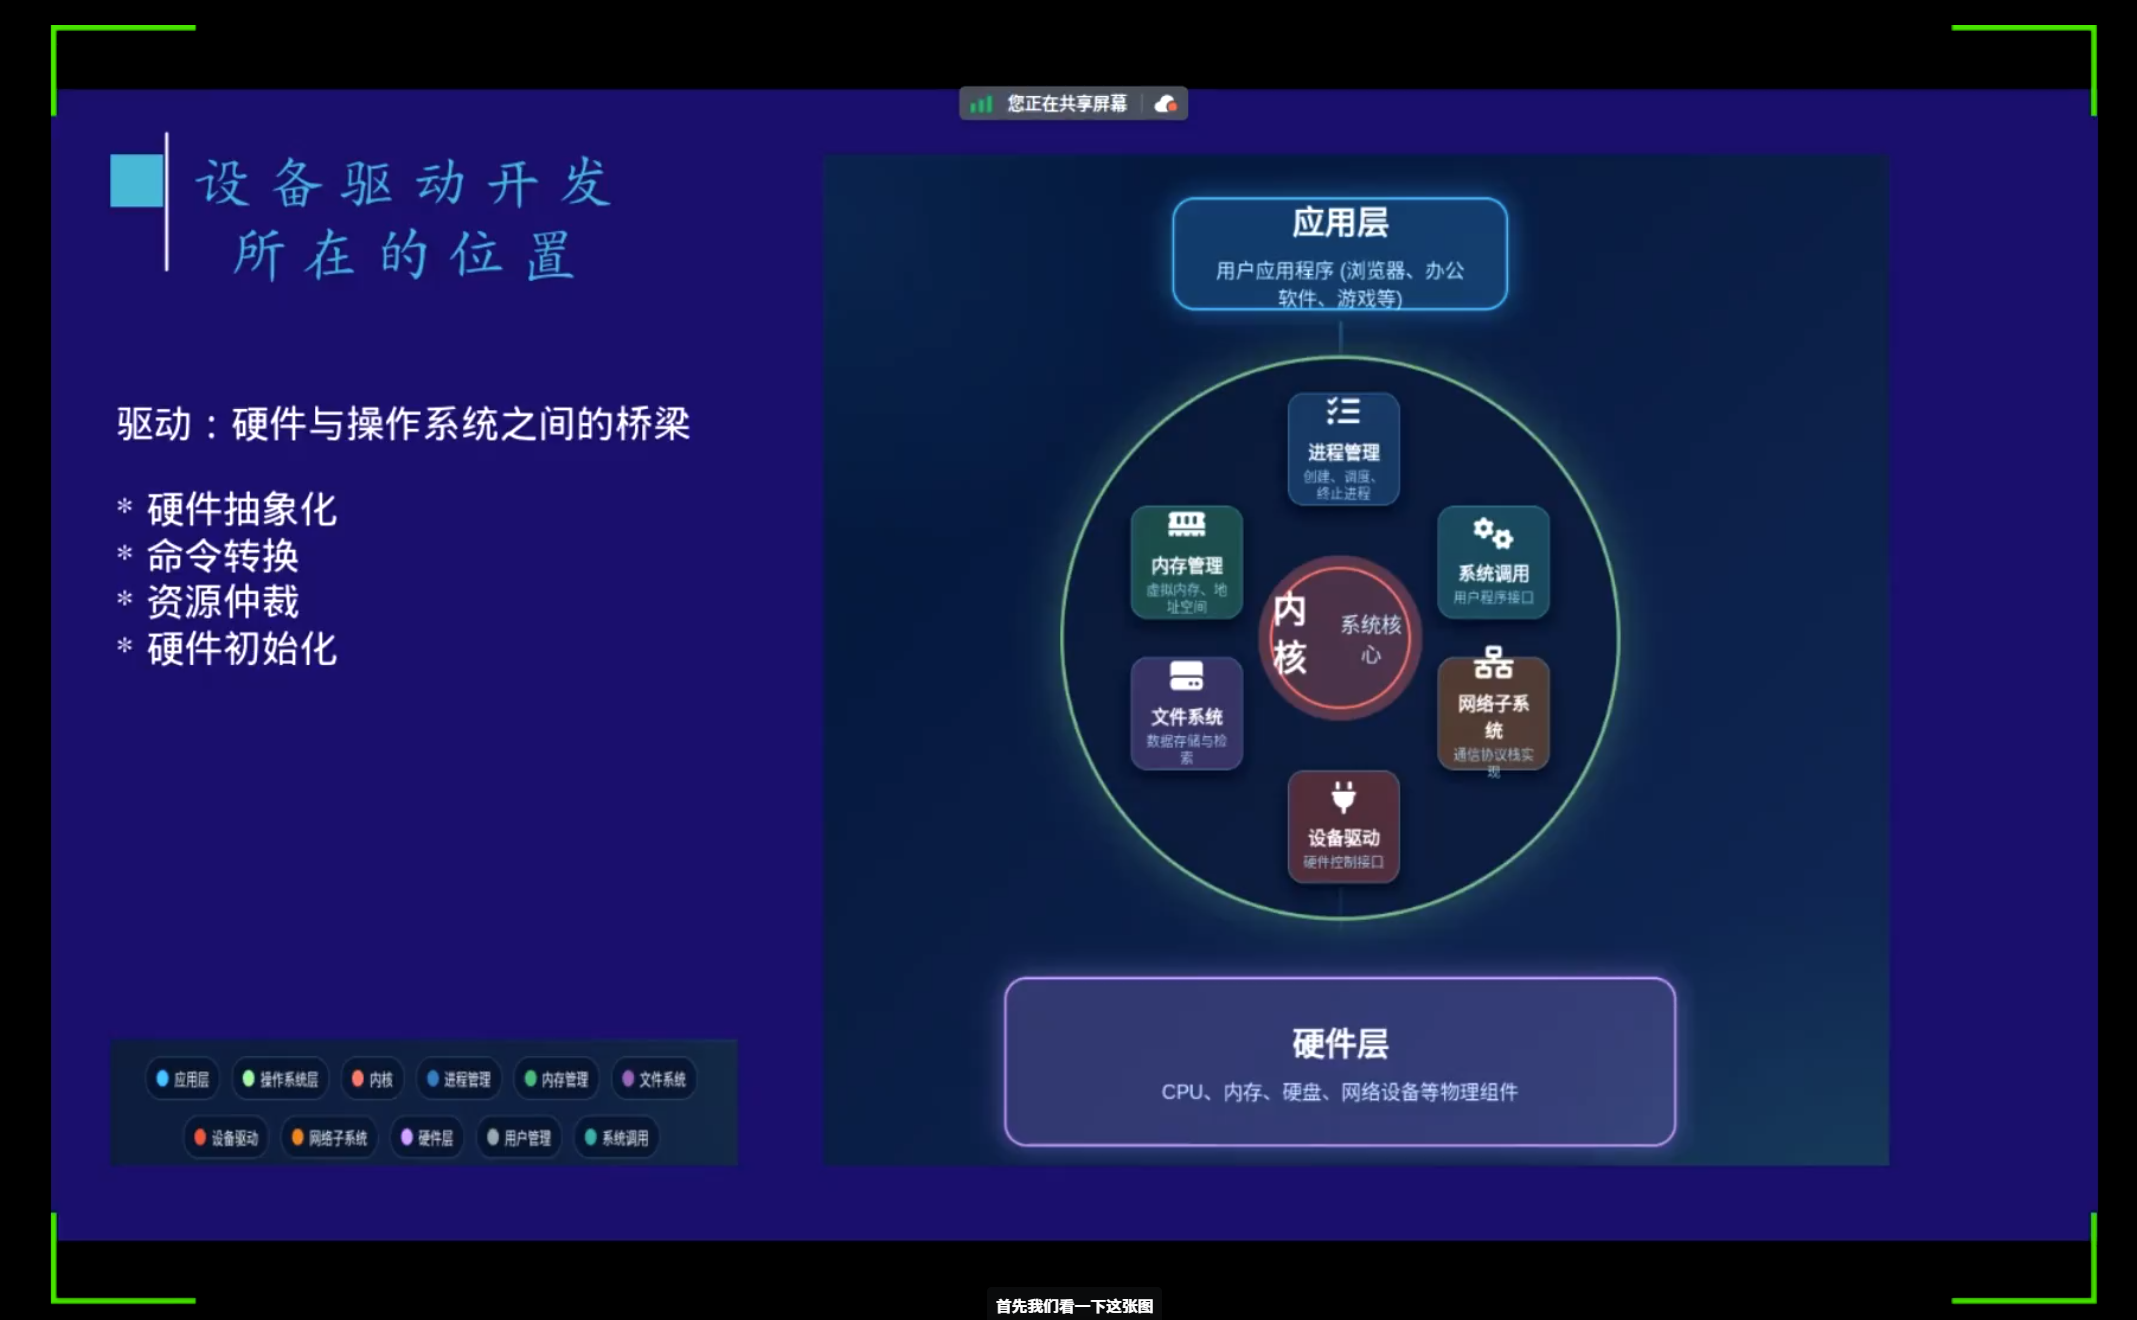 您正在共享屏幕
设备驱动开发
所在的位置
驱动：硬件与操作系统之间的桥梁
* 硬件抽象化
* 命令转换
* 资源仲裁
* 硬件初始化
应用层
用户应用程序 (浏览器、办公
软件、游戏等)
进程管理
创建、调度、
终止进程
内存管理
虚拟内存、地
址空间
系统调用
用户程序接口
内
核
系统核
心
文件系统
数据存储与检
索
网络子系
统
通信协议栈实
现
设备驱动
硬件控制接口
硬件层
CPU、内存、硬盘、网络设备等物理组件
应用层 操作系统层 内核 进程管理 内存管理 文件系统
设备驱动 网络子系统 硬件层 用户管理 系统调用
首先我们看一下这张图